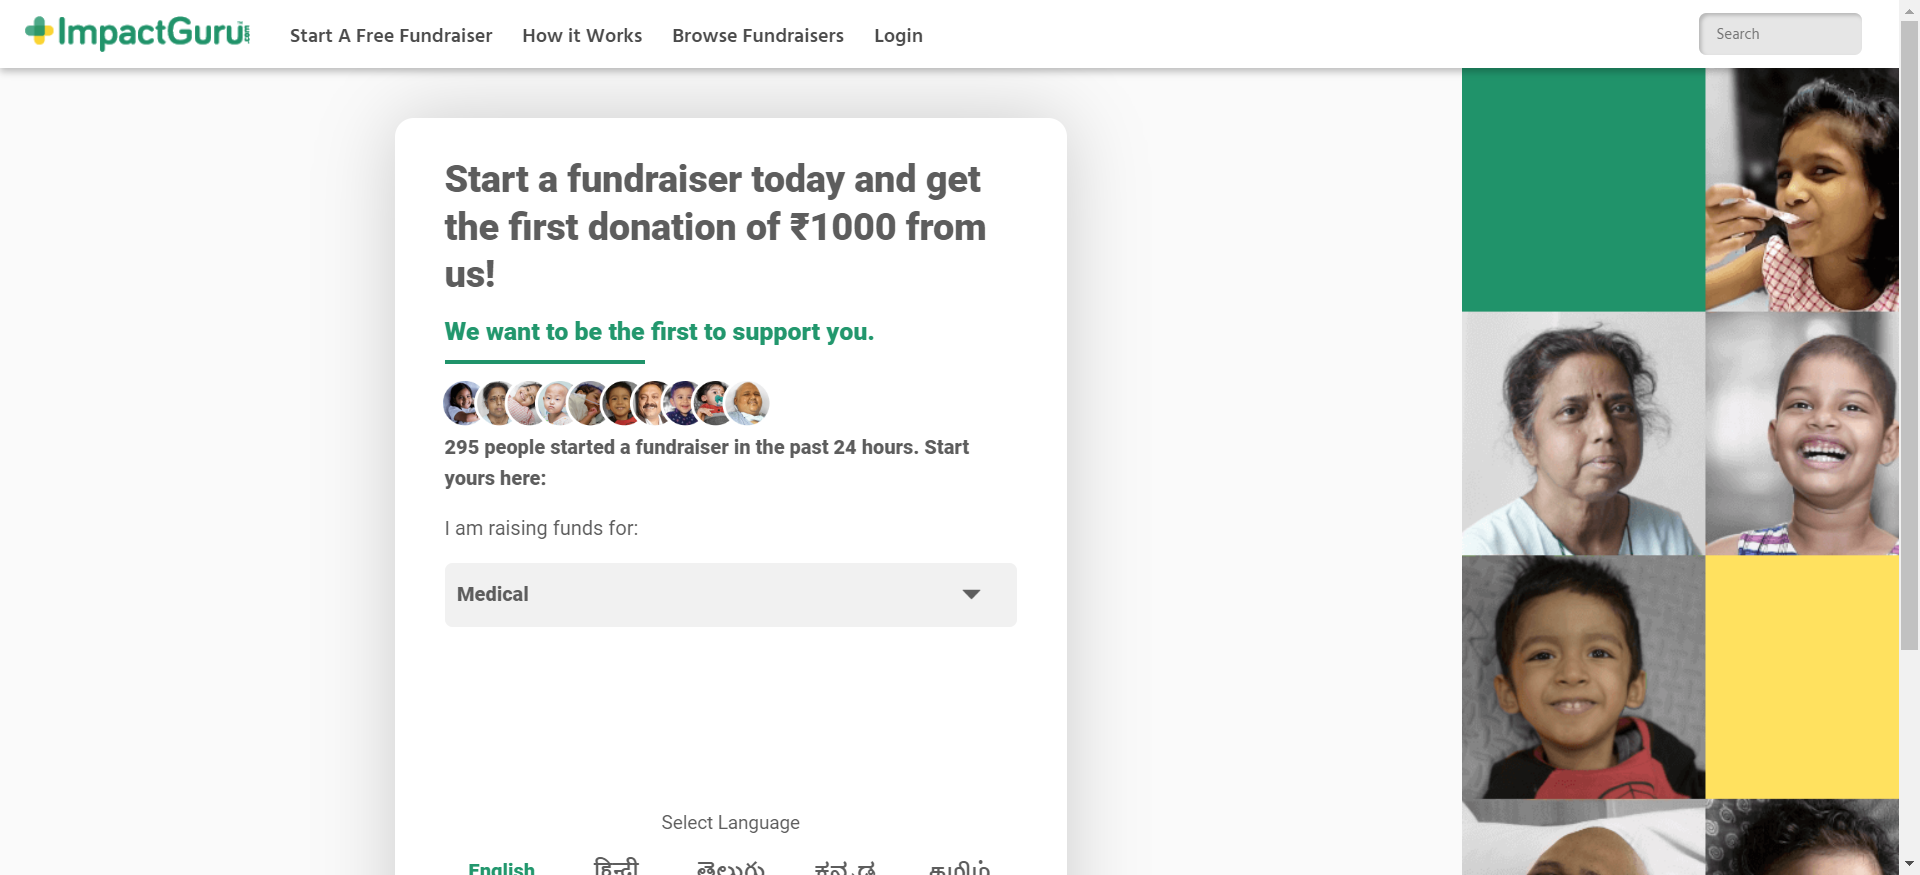 ImpactGuru.com
Start A Free Fundraiser
How it Works
Browse Fundraisers
Login
Search
Start a fundraiser today and get
the first donation of ₹1000 from
us!
We want to be the first to support you.
295 people started a fundraiser in the past 24 hours. Start
yours here:
I am raising funds for:
Medical
Select Language
English
हिन्दी
తెలుగు
ಕನ್ನಡ
தமிழ்